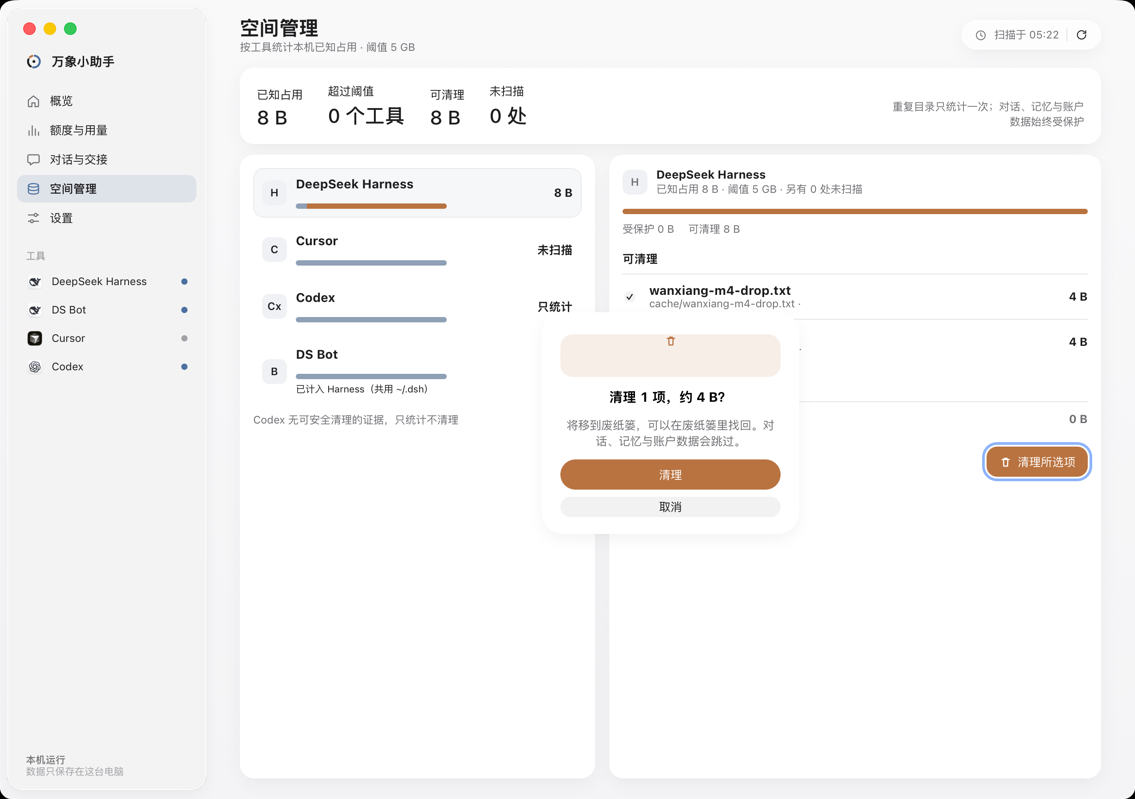 万象小助手
概览
额度与用量
对话与交接
空间管理
设置
工具
DeepSeek Harness
DS Bot
Cursor
Codex
本机运行
数据只保存在这台电脑
空间管理
按工具统计本机已知占用 · 阈值 5 GB
扫描于 05:22
已知占用
8 B
超过阈值
0 个工具
可清理
8 B
未扫描
0 处
重复目录只统计一次；对话、记忆与账户
数据始终受保护
H
DeepSeek Harness
8 B
C
Cursor
未扫描
Cx
Codex
只统计
B
DS Bot
已计入 Harness（共用 ~/.dsh）
Codex 无可安全清理的证据，只统计不清理
H
DeepSeek Harness
已知占用 8 B · 阈值 5 GB · 另有 0 处未扫描
受保护 0 B 可清理 8 B
可清理
wanxiang-m4-drop.txt
cache/wanxiang-m4-drop.txt ·
4 B
4 B
0 B
清理所选项
清理 1 项，约 4 B?
将移到废纸篓，可以在废纸篓里找回。对
话、记忆与账户数据会跳过。
清理
取消